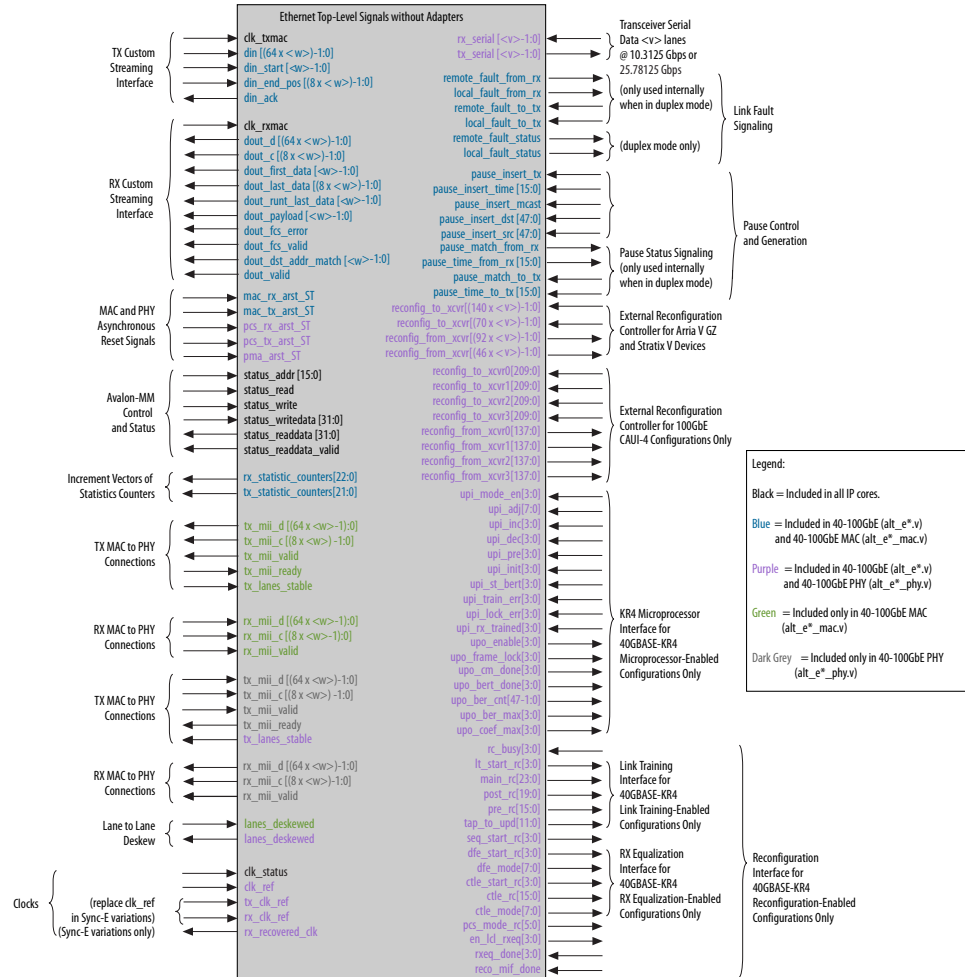 Ethernet Top-Level Signals without Adapters
TX Custom
Streaming
Interface
clk_txmac
din [(64 x <w>)-1:0]
din_start [<w>-1:0]
din_end_pos [(8 x <w>)-1:0]
din_ack
RX Custom
Streaming
Interface
clk_rxmac
dout_d [(64 x <w>)-1:0]
dout_c [(8 x <w>)-1:0]
dout_first_data [<w>-1:0]
dout_last_data [(8 x <w>)-1:0]
dout_runt_last_data [<w>-1:0]
dout_payload [<w>-1:0]
dout_fcs_error
dout_fcs_valid
dout_dst_addr_match [<w>-1:0]
dout_valid
MAC and PHY
Asynchronous
Reset Signals
mac_rx_arst_ST
mac_tx_arst_ST
pcs_rx_arst_ST
pcs_tx_arst_ST
pma_arst_ST
Avalon-MM
Control
and Status
status_addr [15:0]
status_read
status_write
status_writedata [31:0]
status_readdata [31:0]
status_readdata_valid
Increment Vectors of
Statistics Counters
rx_statistic_counters[22:0]
tx_statistic_counters[21:0]
TX MAC to PHY
Connections
tx_mii_d [(64 x <w>-1):0]
tx_mii_c [(8 x <w>)-1:0]
tx_mii_valid
tx_mii_ready
tx_lanes_stable
RX MAC to PHY
Connections
rx_mii_d [(64 x <w>-1):0]
rx_mii_c [(8 x <w>-1):0]
rx_mii_valid
TX MAC to PHY
Connections
tx_mii_d [(64 x <w>)-1:0]
tx_mii_c [(8 x <w>)-1:0]
tx_mii_valid
tx_mii_ready
tx_lanes_stable
RX MAC to PHY
Connections
rx_mii_d [(64 x <w>)-1:0]
rx_mii_c [(8 x <w>)-1:0]
rx_mii_valid
Lane to Lane
Deskew
lanes_deskewed
lanes_deskewed
Clocks
(replace clk_ref
in Sync-E variations)
(Sync-E variations only)
clk_status
clk_ref
tx_clk_ref
rx_clk_ref
rx_recovered_clk
rx_serial [<v>-1:0]
tx_serial [<v>-1:0]
Transceiver Serial
Data <v> lanes
@ 10.3125 Gbps or
25.78125 Gbps
remote_fault_from_rx
local_fault_from_rx
remote_fault_to_tx
local_fault_to_tx
remote_fault_status
local_fault_status
(only used internally
when in duplex mode)
(duplex mode only)
Link Fault
Signaling
pause_insert_tx
pause_insert_time [15:0]
pause_insert_mcast
pause_insert_dst [47:0]
pause_insert_src [47:0]
pause_match_from_rx
pause_time_from_rx [15:0]
pause_match_to_tx
pause_time_to_tx [15:0]
Pause Status Signaling
(only used internally
when in duplex mode)
Pause Control
and Generation
reconfig_to_xcvr[(140 x <v>)-1:0]
reconfig_to_xcvr[(70 x <v>)-1:0]
reconfig_from_xcvr[(92 x <v>)-1:0]
reconfig_from_xcvr[(46 x <v>)-1:0]
External Reconfiguration
Controller for Arria V GZ
and Stratix V Devices
reconfig_to_xcvr0[209:0]
reconfig_to_xcvr1[209:0]
reconfig_to_xcvr2[209:0]
reconfig_to_xcvr3[209:0]
reconfig_from_xcvr0[137:0]
reconfig_from_xcvr1[137:0]
reconfig_from_xcvr2[137:0]
reconfig_from_xcvr3[137:0]
External Reconfiguration
Controller for 100GbE
CAUI-4 Configurations Only
upi_mode_en[3:0]
upi_adj[7:0]
upi_inc[3:0]
upi_dec[3:0]
upi_pre[3:0]
upi_init[3:0]
upi_st_bert[3:0]
upi_train_err[3:0]
upi_lock_err[3:0]
upi_rx_trained[3:0]
upo_enable[3:0]
upo_frame_lock[3:0]
upo_cm_done[3:0]
upo_bert_done[3:0]
upo_ber_cnt[47-1:0]
upo_ber_max[3:0]
upo_coef_max[3:0]
KR4 Microprocessor
Interface for
40GBASE-KR4
Microprocessor-Enabled
Configurations Only
rc_busy[3:0]
lt_start_rc[3:0]
main_rc[23:0]
post_rc[19:0]
pre_rc[15:0]
tap_to_upd[11:0]
seq_start_rc[3:0]
dfe_start_rc[3:0]
dfe_mode[7:0]
ctle_start_rc[3:0]
ctle_rc[15:0]
ctle_mode[7:0]
pcs_mode_rc[5:0]
en_lcl_rxeq[3:0]
rxeq_done[3:0]
reco_mif_done
Link Training
Interface for
40GBASE-KR4
Link Training-Enabled
Configurations Only
RX Equalization
Interface for
40GBASE-KR4
RX Equalization-Enabled
Configurations Only
Reconfiguration
Interface for
40GBASE-KR4
Reconfiguration-Enabled
Configurations Only
Legend:
Black = Included in all IP cores.
Blue = Included in 40-100GbE (alt_e*.v)
and 40-100GbE MAC (alt_e*_mac.v)
Purple = Included in 40-100GbE (alt_e*.v)
and 40-100GbE PHY (alt_e*_phy.v)
Green = Included only in 40-100GbE MAC
(alt_e*_mac.v)
Dark Grey = Included only in 40-100GbE PHY
(alt_e*_phy.v)